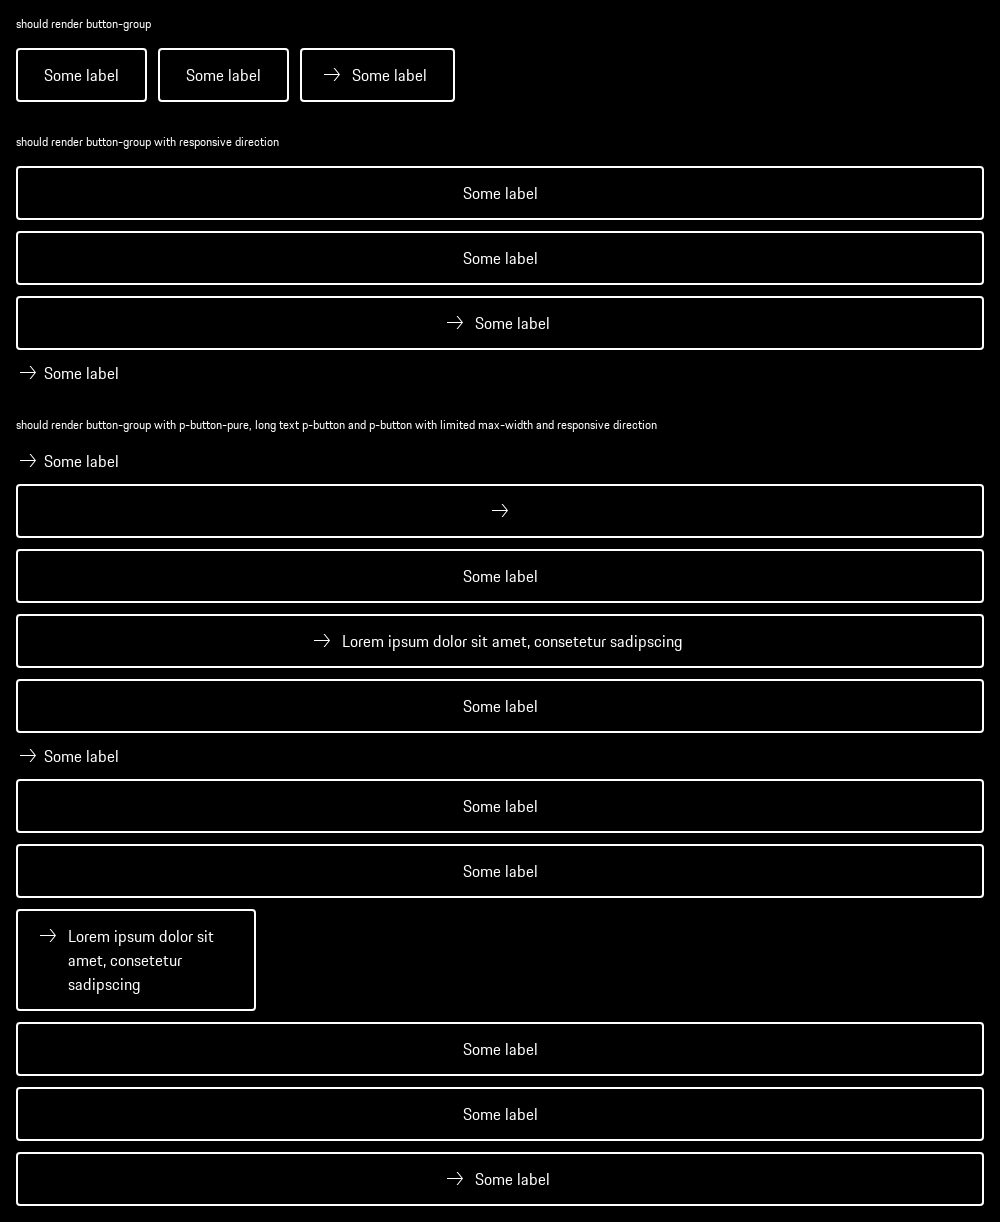 should render button-group
Some label
Some label
Some label
should render button-group with responsive direction
Some label
Some label
Some label
Some label
should render button-group with p-button-pure, long text p-button and p-button with limited max-width and responsive direction
Some label
Some label
Lorem ipsum dolor sit amet, consetetur sadipscing
Some label
Some label
Some label
Some label
Lorem ipsum dolor sit
amet, consetetur
sadipscing
Some label
Some label
Some label